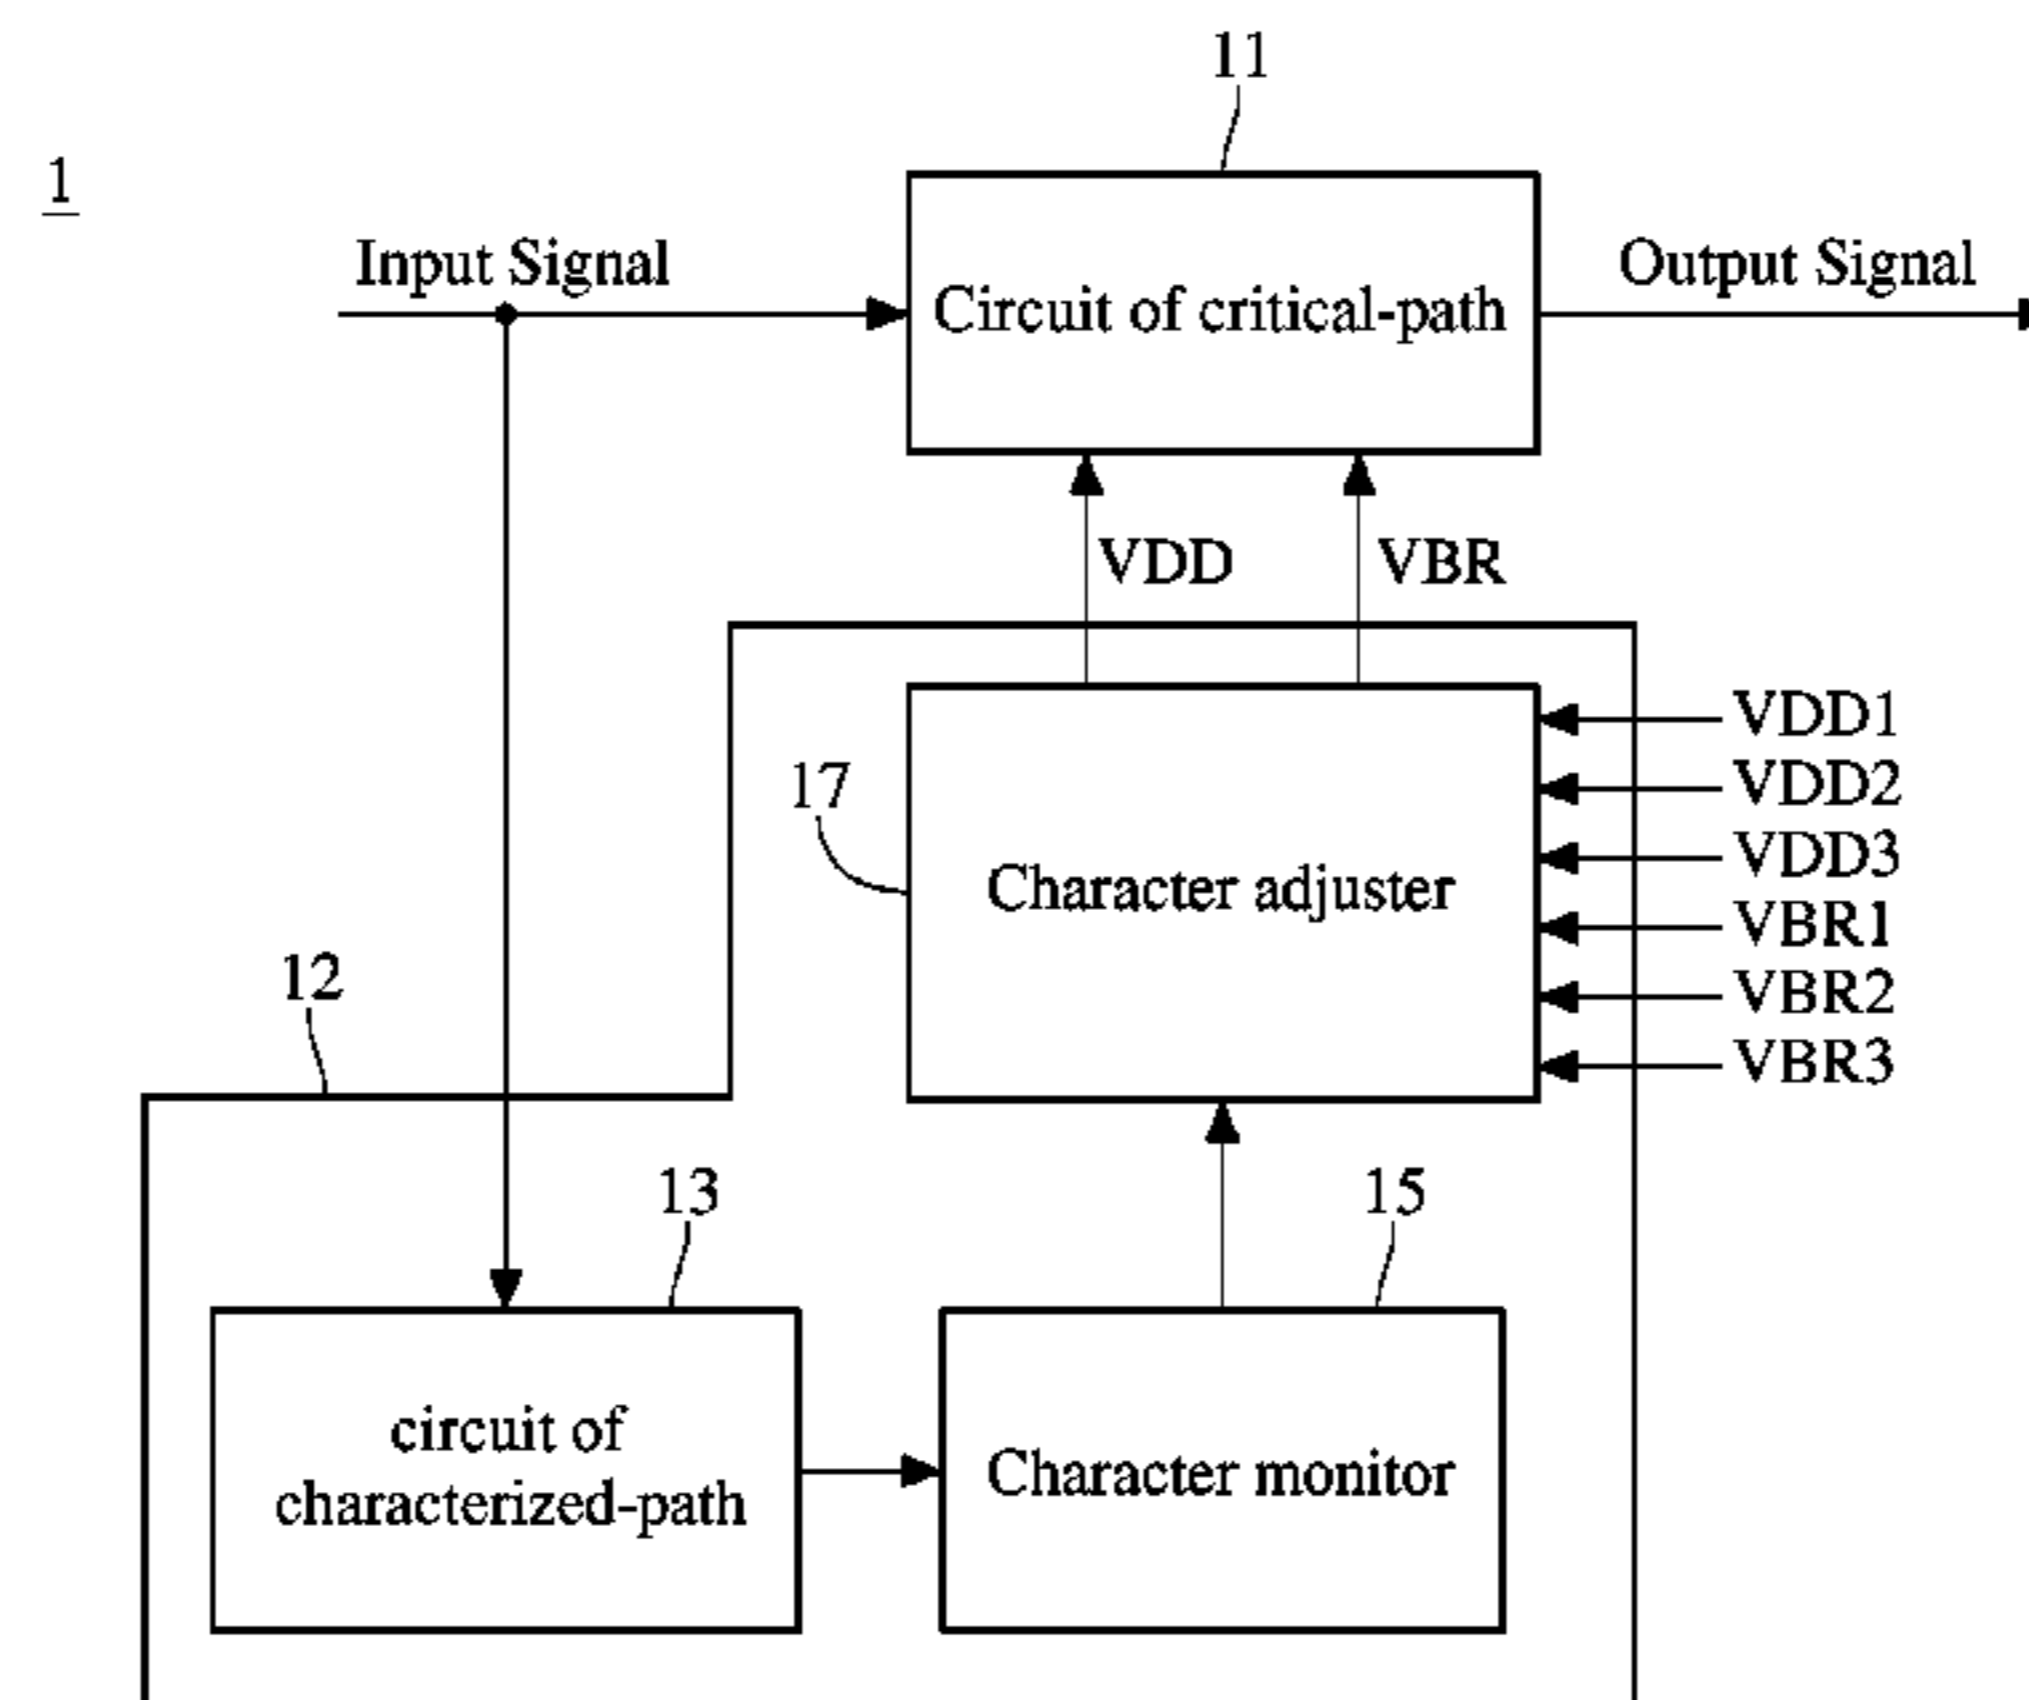 11
1
Input Signal
Output Signal
Circuit of critical-path
VDD
VBR
VDD1
17
VDD2
VDD3
Character adjuster
VBR1
12
VBR2
VBR3
13
15
circuit of
characterized-path
Character monitor